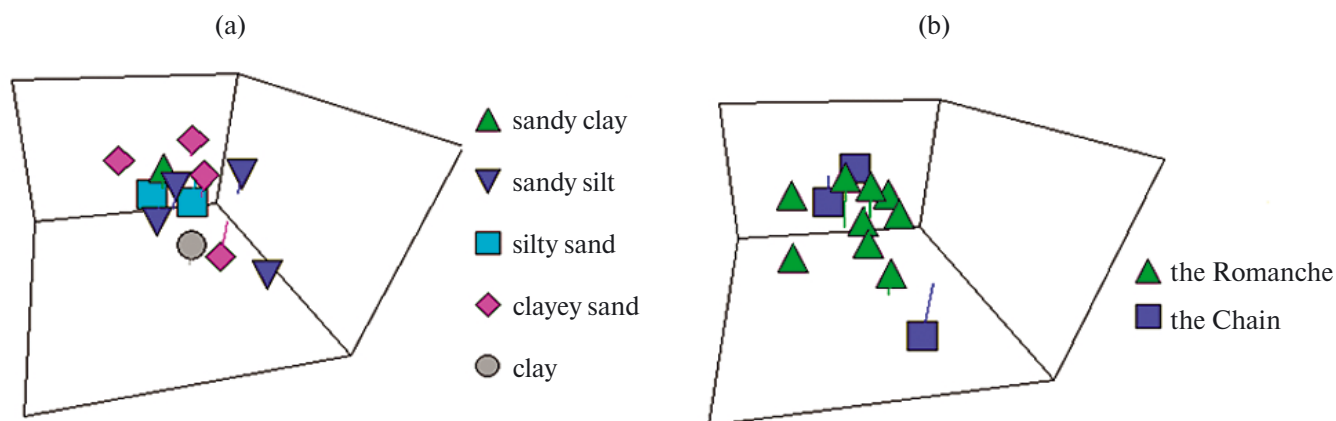 (a)
sandy clay
sandy silt
silty sand
clayey sand
clay
(b)
the Romanche
the Chain